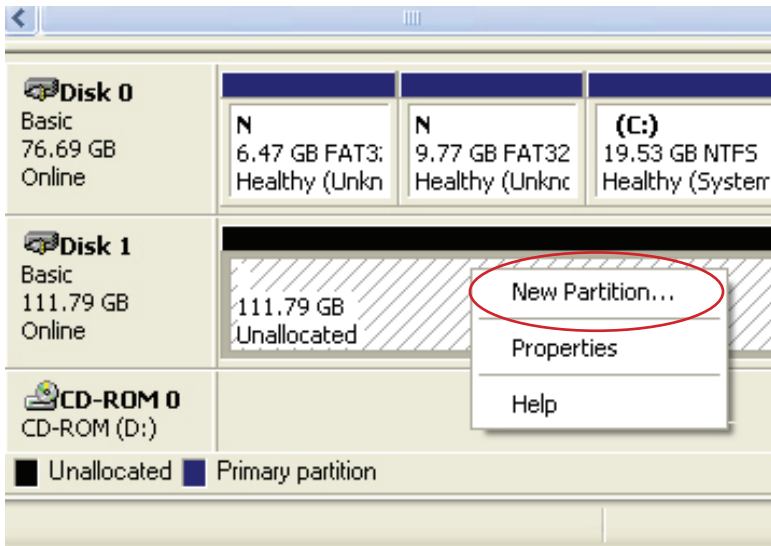 Disk 0
Basic
76.69 GB
Online
N
6.47 GB FAT3
Healthy (Unkn
N
9.77 GB FAT32
Healthy (Unkno
(C:)
19.53 GB NTFS
Healthy (System
Disk 1
Basic
111.79 GB
Online
111.79 GB
Unallocated
New Partition...
Properties
Help
CD-ROM 0
CD-ROM (D:)
Unallocated Primary partition